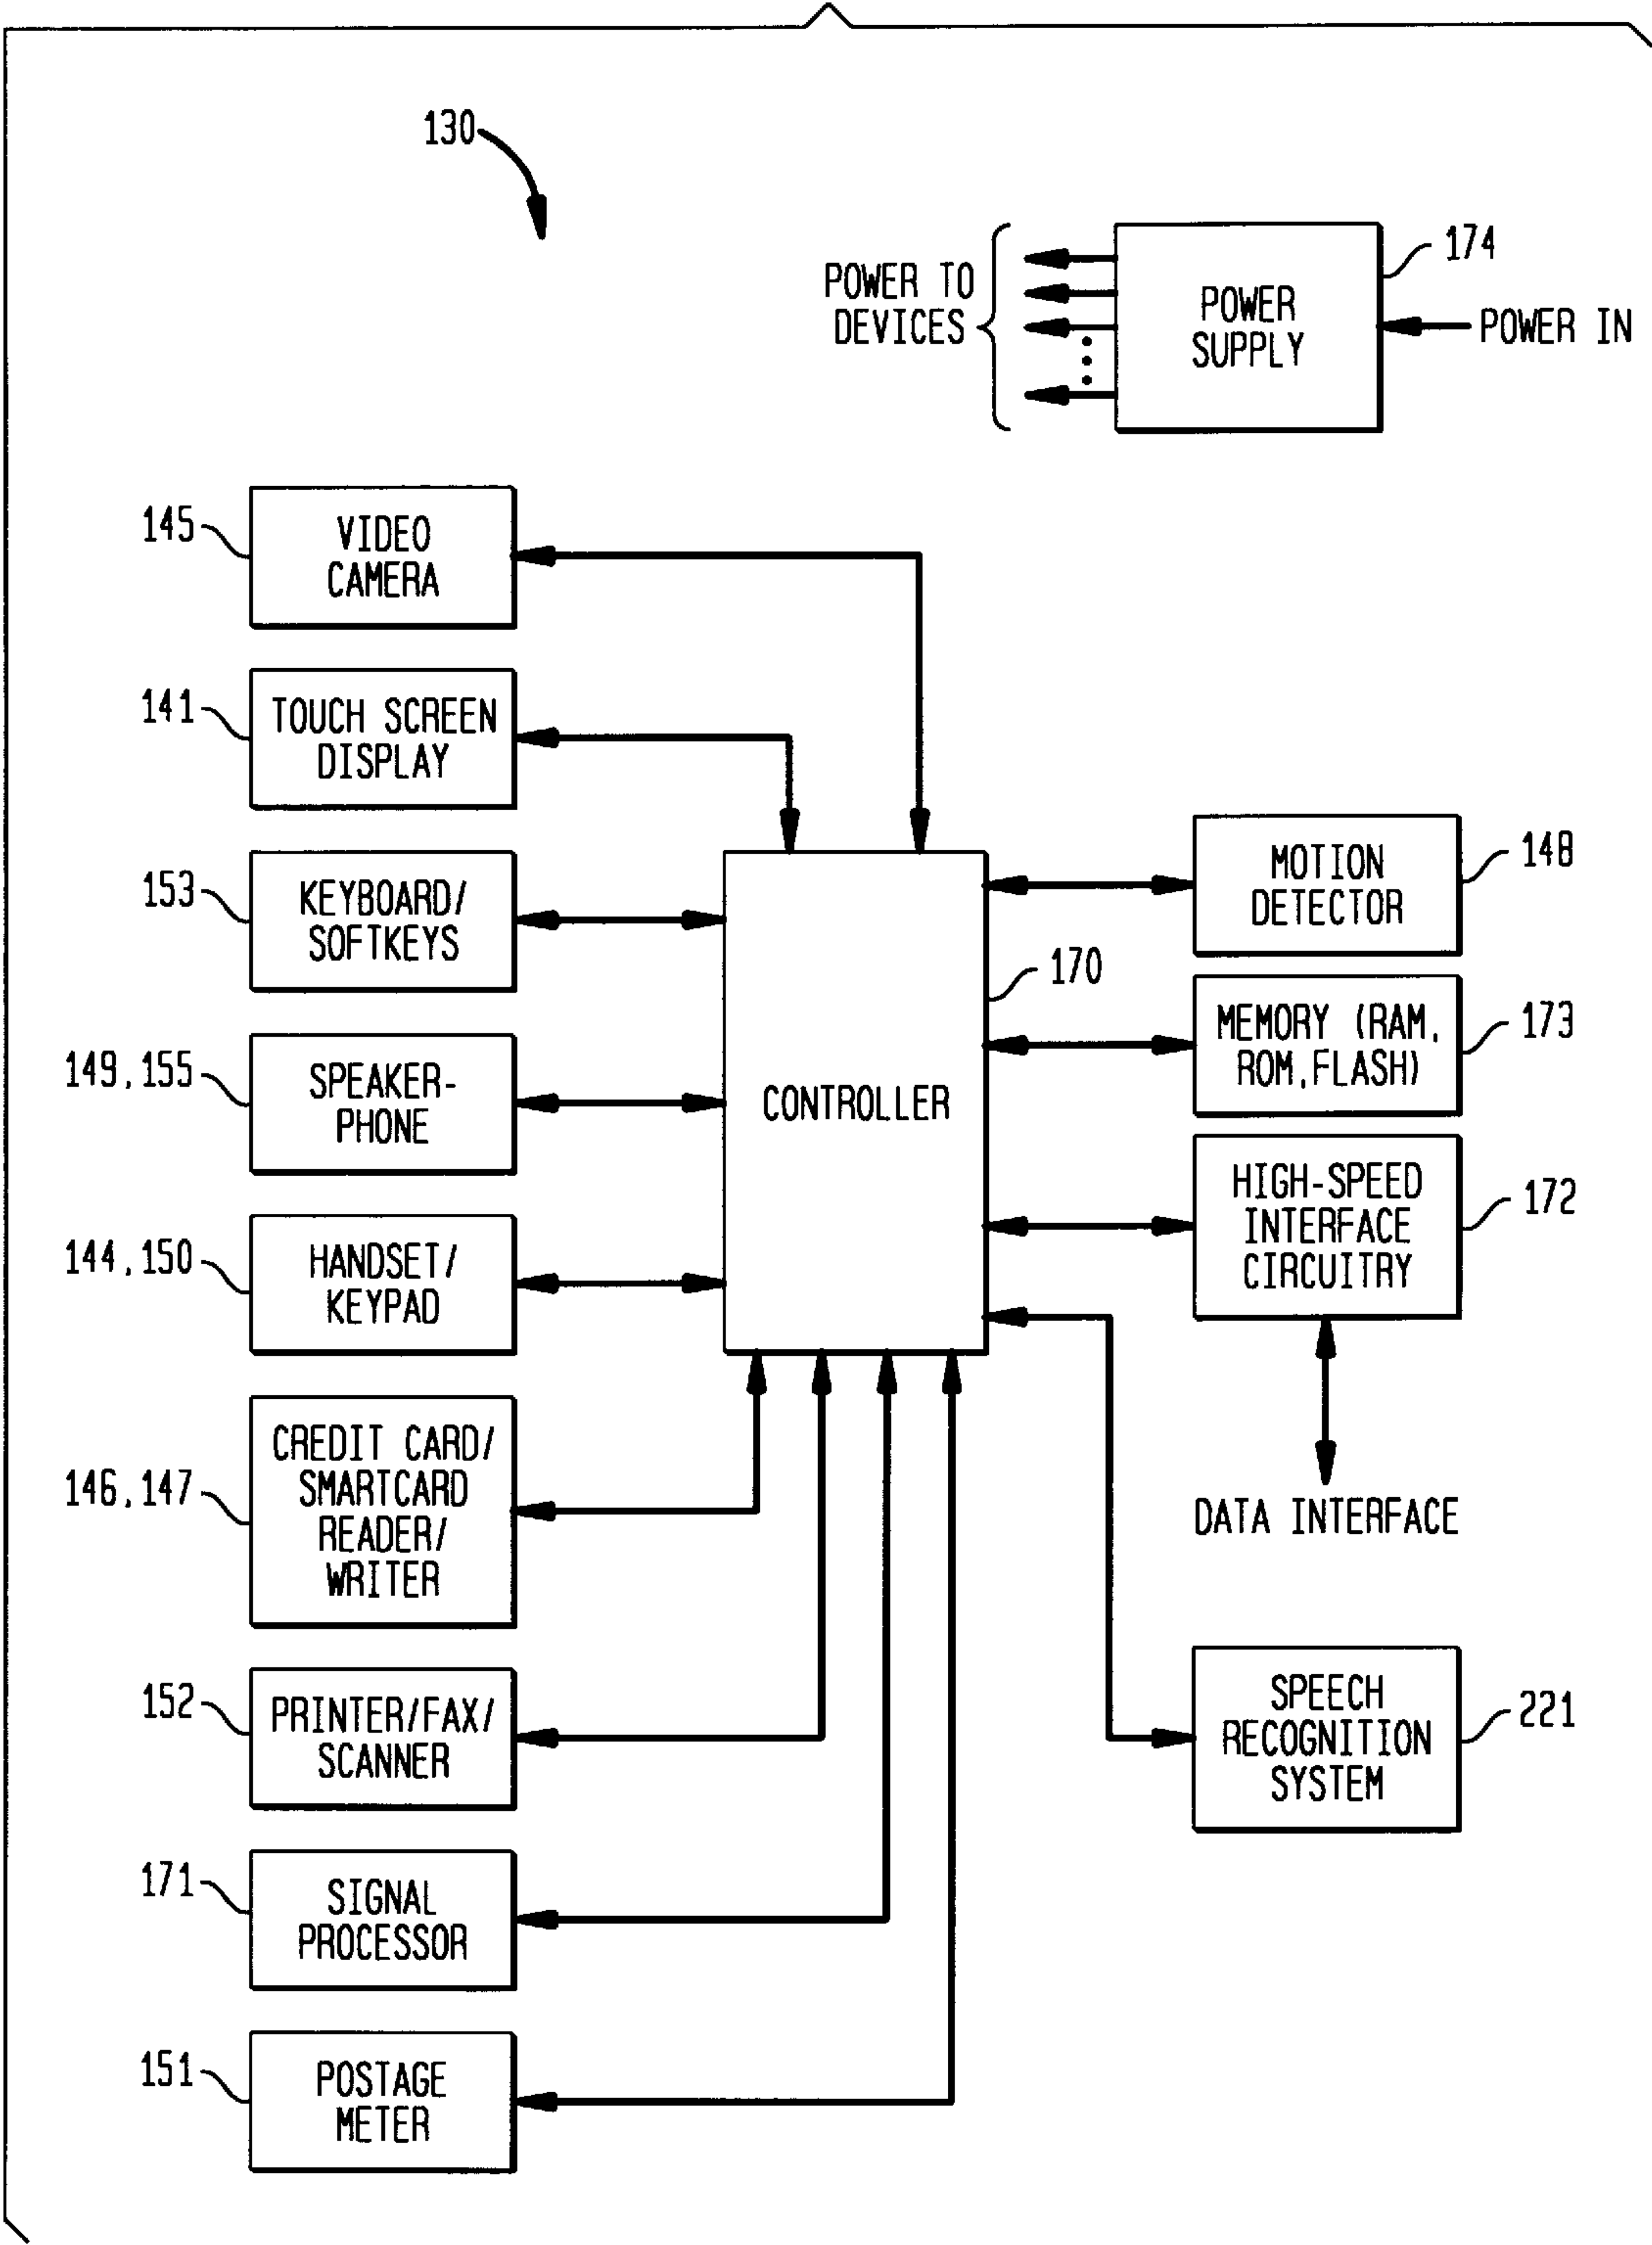 130
174
POWER TO
DEVICES
POWER
SUPPLY
POWER IN
145
VIDEO
CAMERA
141
TOUCH SCREEN
DISPLAY
153
KEYBOARD/
SOFTKEYS
149,155
SPEAKER-
PHONE
144,150
HANDSET/
KEYPAD
146,147
CREDIT CARD/
SMARTCARD
READER/
WRITER
152
PRINTER/FAX/
SCANNER
171
SIGNAL
PROCESSOR
151
POSTAGE
METER
CONTROLLER
170
MOTION
DETECTOR
148
MEMORY (RAM,
ROM,FLASH)
173
HIGH-SPEED
INTERFACE
CIRCUITRY
172
DATA INTERFACE
SPEECH
RECOGNITION
SYSTEM
221